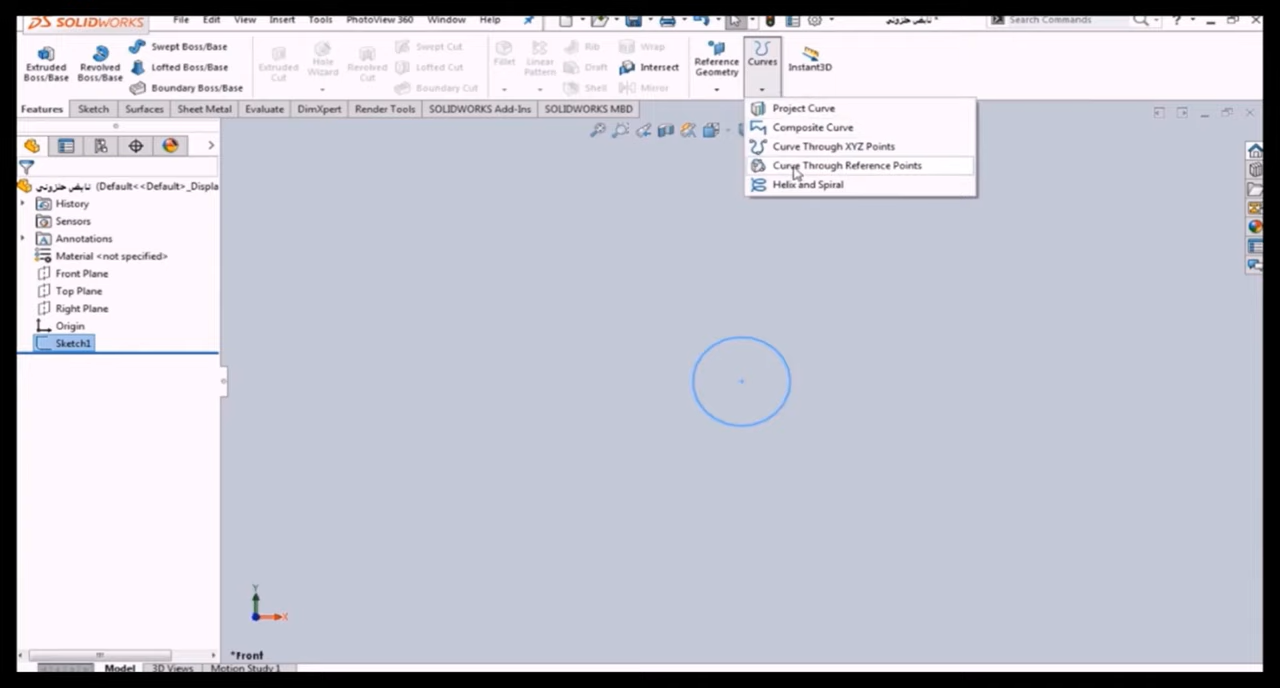 SOLIDWORKS File Edit View Insert Tools PhotoView 360 Window Help Search Commands ?
Extruded Boss/Base
Revolved Boss/Base
Swept Boss/Base
Lofted Boss/Base
Boundary Boss/Base
Extruded Cut
Hole Wizard
Revolved Cut
Swept Cut
Lofted Cut
Boundary Cut
Fillet
Linear Pattern
Rib
Draft
Shell
Wrap
Intersect
Mirror
Reference Geometry
Curves
Instant3D
Features Sketch Surfaces Sheet Metal Evaluate DimXpert Render Tools SOLIDWORKS Add-Ins SOLIDWORKS MBD
Project Curve
Composite Curve
Curve Through XYZ Points
Curve Through Reference Points
Helix and Spiral
(Default<<Default>_Displa
History
Sensors
Annotations
Material <not specified>
Front Plane
Top Plane
Right Plane
Origin
Sketch1
Y
X
*Front
Model 3D Views Motion Study 1